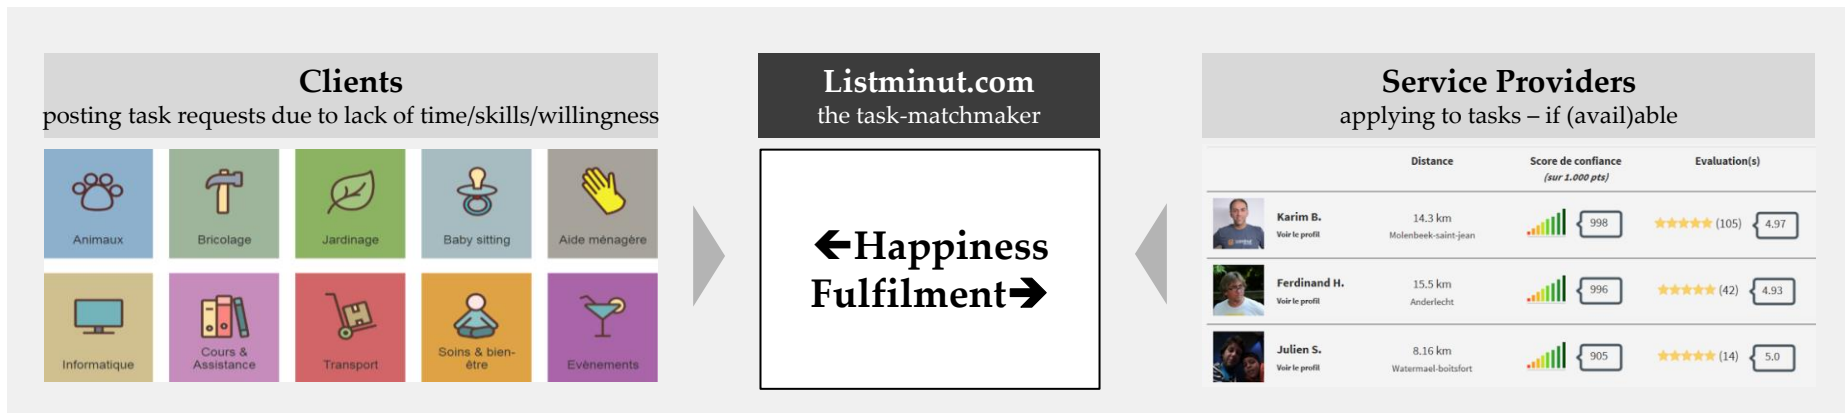 Clients
posting task requests due to lack of time/skills/willingness
Animaux
Bricolage
Jardinage
Baby sitting
Aide ménagère
Informatique
Cours &
Assistance
Transport
Soins & bien-
être
Evènements
Listminut.com
the task-matchmaker
←Happiness
Fulfilment→
Service Providers
applying to tasks – if (avail)able
Distance Score de confiance Evaluation(s)
(sur 1.000 pts)
Karim B. 14.3 km 998 (105) 4.97
Voir le profil Molenbeek-saint-jean
Ferdinand H. 15.5 km 996 (42) 4.93
Voir le profil Anderlecht
Julien S. 8.16 km 905 (14) 5.0
Voir le profil Watermael-boitsfort